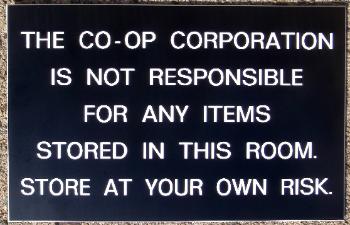 THE CO-OP CORPORATION
IS NOT RESPONSIBLE
FOR ANY ITEMS
STORED IN THIS ROOM.
STORE AT YOUR OWN RISK.